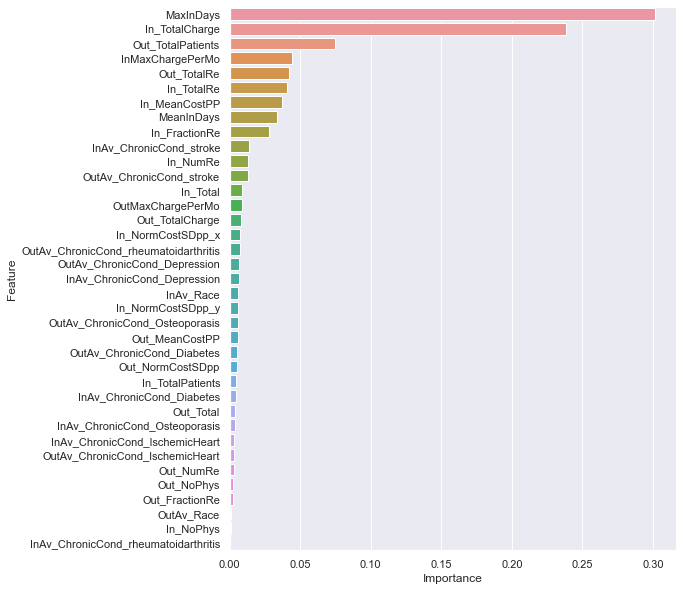 MaxInDays
In_TotalCharge
Out_TotalPatients
InMaxChargePerMo
Out_TotalRe
In_TotalRe
In_MeanCostPP
MeanInDays
In_FractionRe
InAv_ChronicCond_stroke
In_NumRe
OutAv_ChronicCond_stroke
In_Total
OutMaxChargePerMo
Out_TotalCharge
In_NormCostSDpp_x
OutAv_ChronicCond_rheumatoidarthritis
OutAv_ChronicCond_Depression
InAv_ChronicCond_Depression
InAv_Race
In_NormCostSDpp_y
OutAv_ChronicCond_Osteoporasis
Out_MeanCostPP
OutAv_ChronicCond_Diabetes
Out_NormCostSDpp
In_TotalPatients
InAv_ChronicCond_Diabetes
Out_Total
InAv_ChronicCond_Osteoporasis
InAv_ChronicCond_IschemicHeart
OutAv_ChronicCond_IschemicHeart
Out_NumRe
Out_NoPhys
Out_FractionRe
OutAv_Race
In_NoPhys
InAv_ChronicCond_rheumatoidarthritis
Feature
0.00 0.05 0.10 0.15 0.20 0.25 0.30
Importance